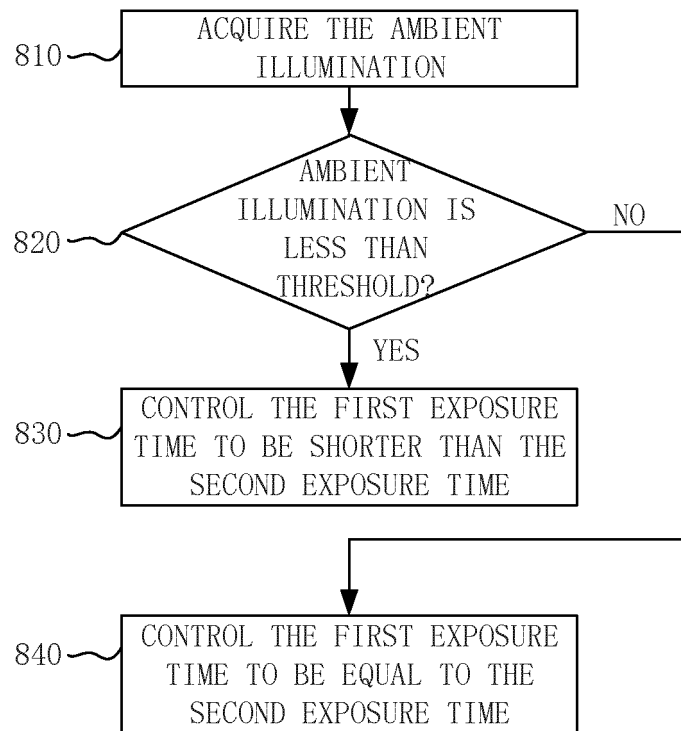 810
ACQUIRE THE AMBIENT
ILLUMINATION
820
AMBIENT
ILLUMINATION IS
LESS THAN
THRESHOLD?
NO
YES
830
CONTROL THE FIRST EXPOSURE
TIME TO BE SHORTER THAN THE
SECOND EXPOSURE TIME
840
CONTROL THE FIRST EXPOSURE
TIME TO BE EQUAL TO THE
SECOND EXPOSURE TIME